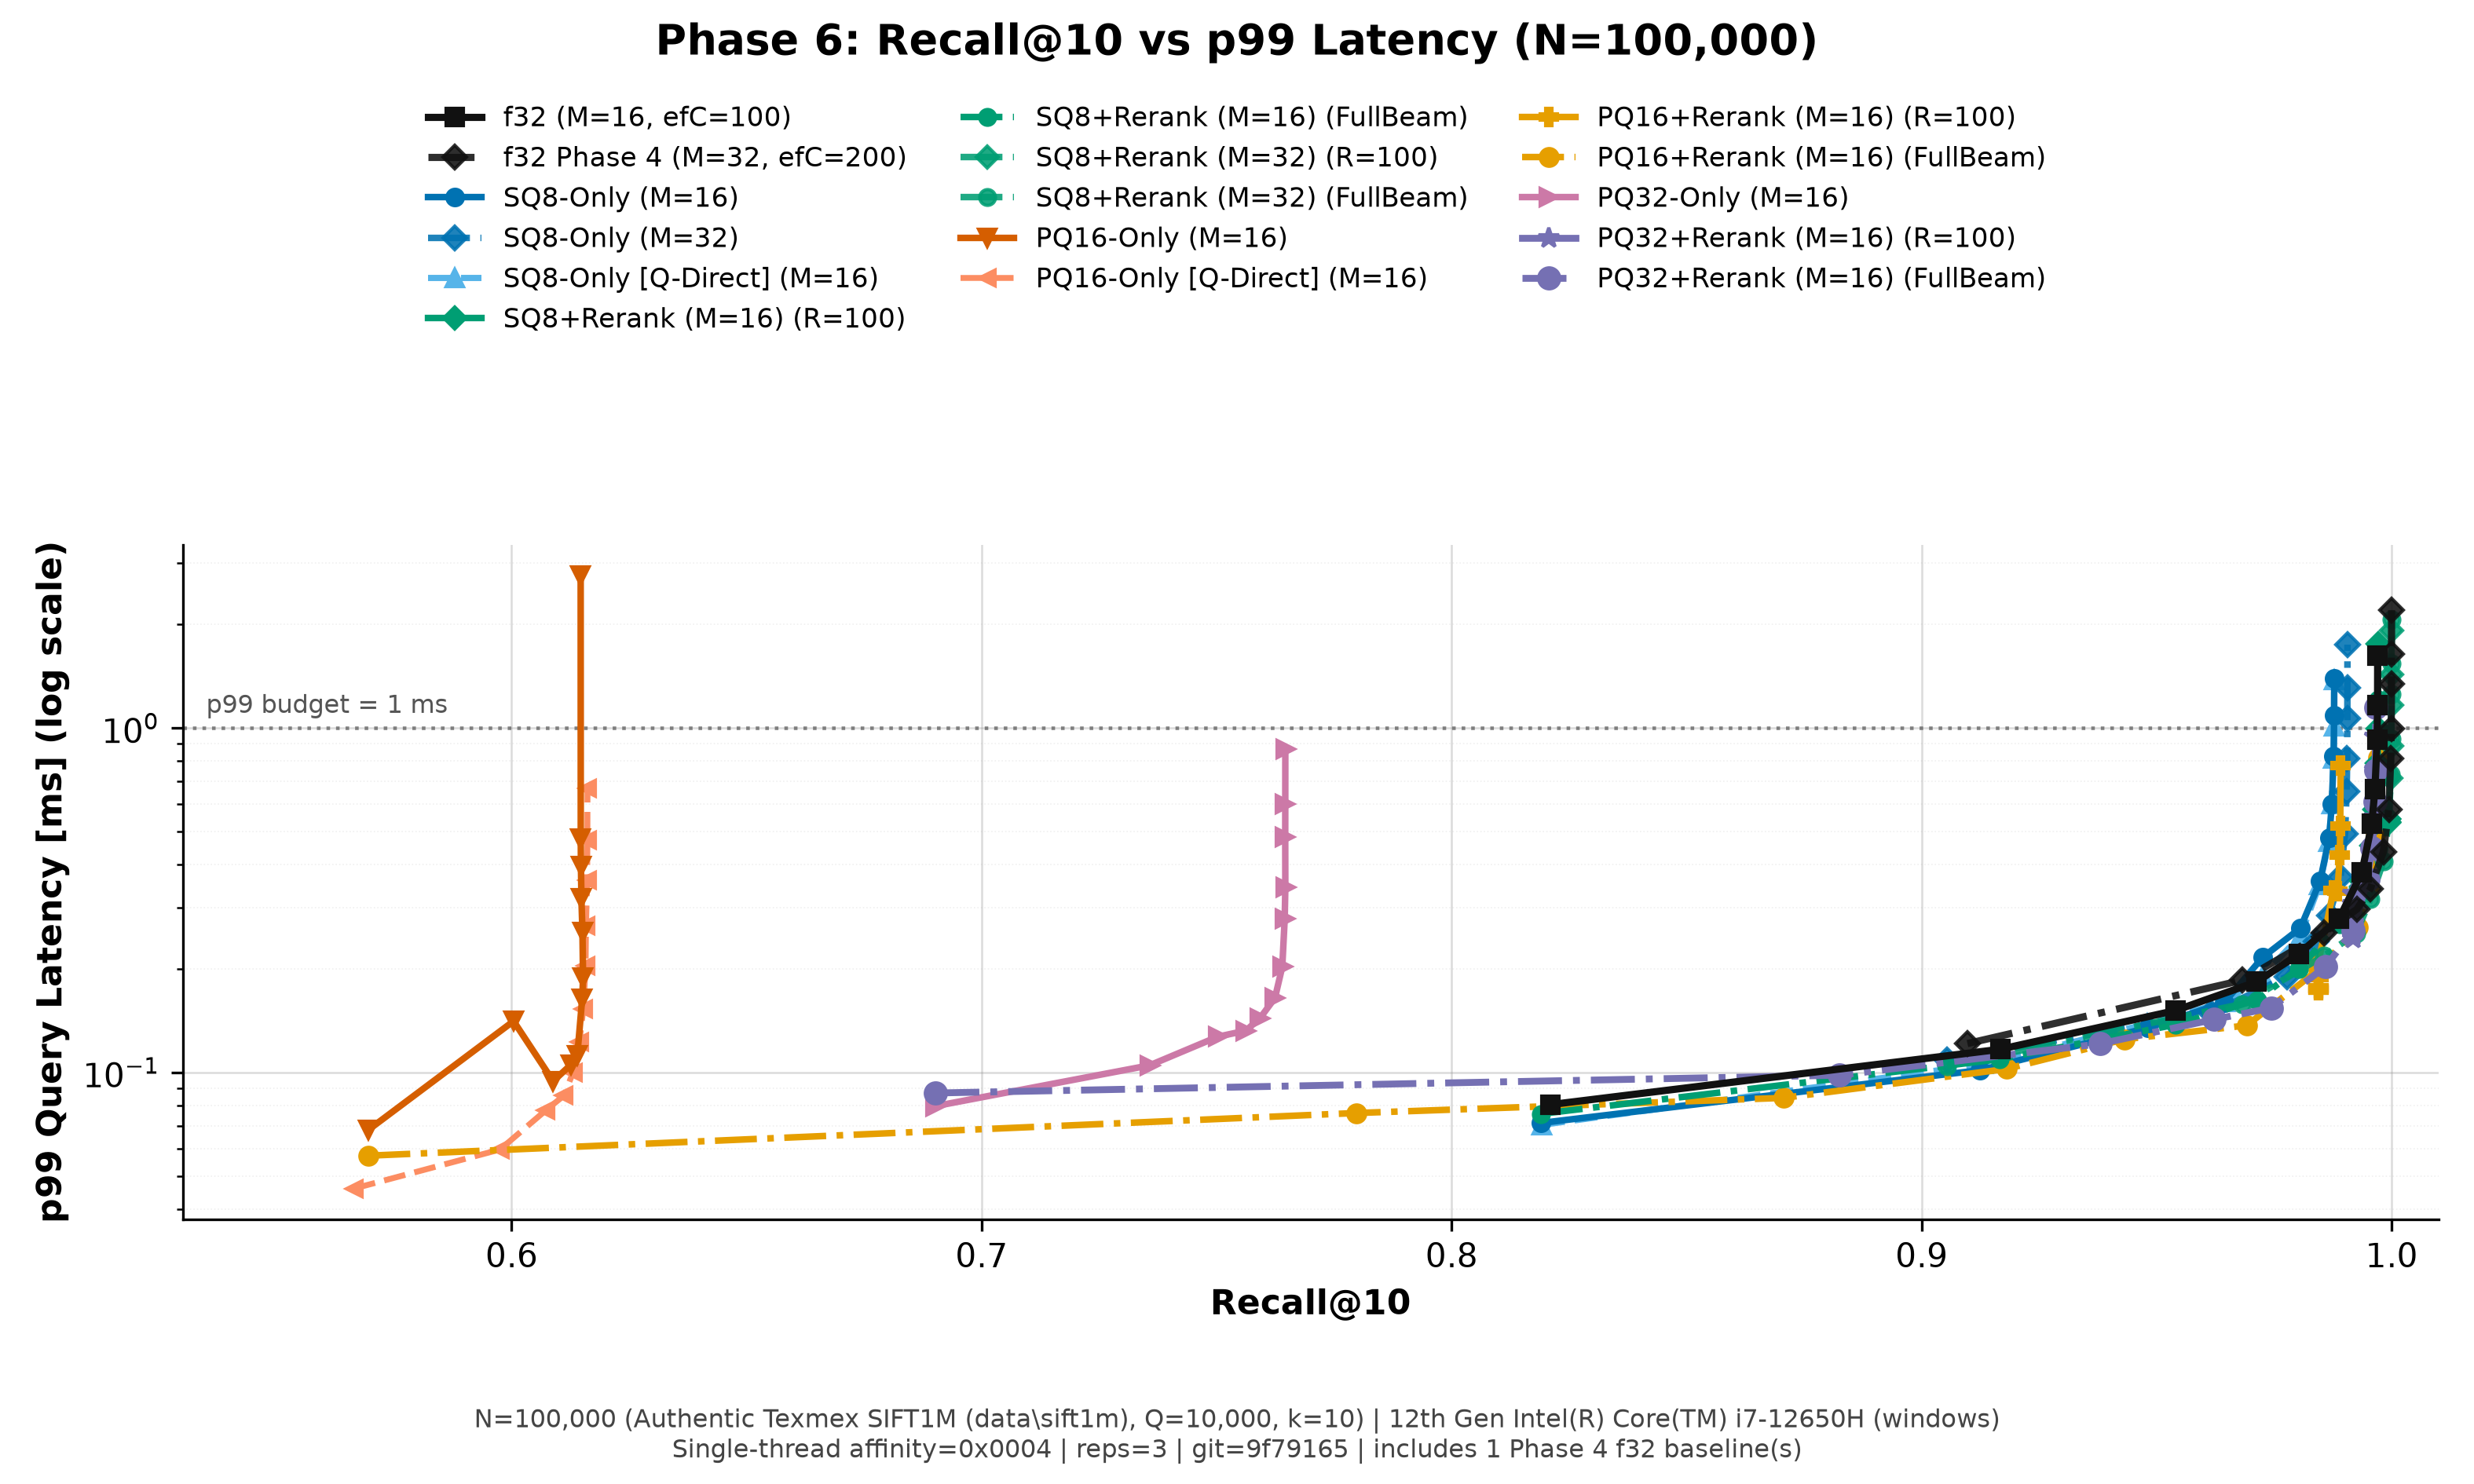 Phase 6: Recall@10 vs p99 Latency (N=100,000)
f32 (M=16, efC=100)
f32 Phase 4 (M=32, efC=200)
SQ8-Only (M=16)
SQ8-Only (M=32)
SQ8-Only [Q-Direct] (M=16)
SQ8+Rerank (M=16) (R=100)
SQ8+Rerank (M=16) (FullBeam)
SQ8+Rerank (M=32) (R=100)
SQ8+Rerank (M=32) (FullBeam)
PQ16-Only (M=16)
PQ16-Only [Q-Direct] (M=16)
PQ16+Rerank (M=16) (R=100)
PQ16+Rerank (M=16) (FullBeam)
PQ32-Only (M=16)
PQ32+Rerank (M=16) (R=100)
PQ32+Rerank (M=16) (FullBeam)
p99 Query Latency [ms] (log scale)
p99 budget = 1 ms
10⁰
10⁻¹
0.6 0.7 0.8 0.9 1.0
Recall@10
N=100,000 (Authentic Texmex SIFT1M (data\sift1m), Q=10,000, k=10) | 12th Gen Intel(R) Core(TM) i7-12650H (windows)
Single-thread affinity=0x0004 | reps=3 | git=9f79165 | includes 1 Phase 4 f32 baseline(s)